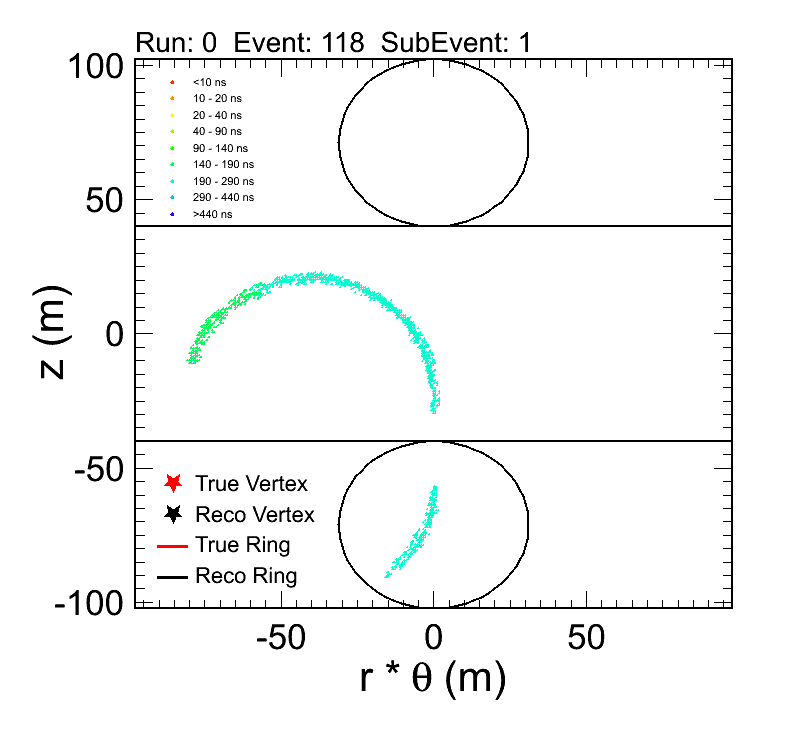 Run: 0  Event: 118  SubEvent: 1
100
<10 ns
10 - 20 ns
20 - 40 ns
40 - 90 ns
90 - 140 ns
140 - 190 ns
190 - 290 ns
290 - 440 ns
>440 ns
50
z (m)
0
-50
True Vertex
Reco Vertex
True Ring
Reco Ring
-100
-50
0
50
r * θ (m)